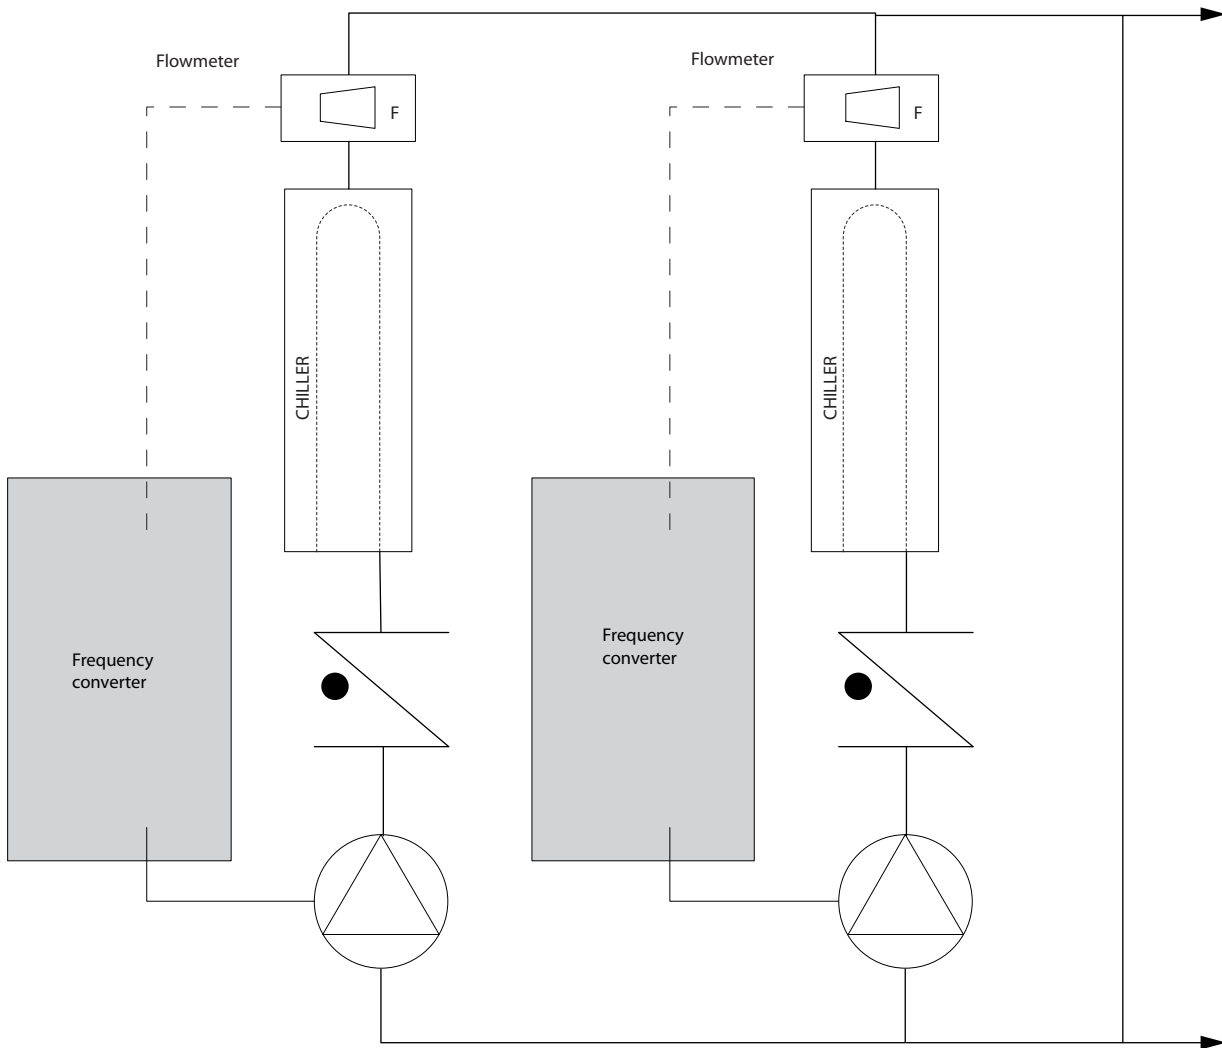 Flowmeter
F
Flowmeter
F
CHILLER
CHILLER
Frequency
converter
Frequency
converter